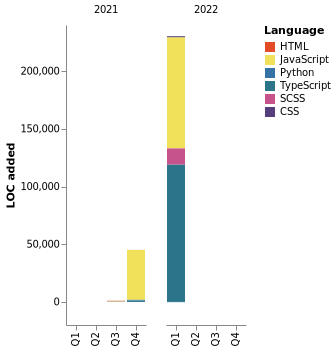 2021
2022
Language
HTML
JavaScript
Python
TypeScript
SCSS
CSS
LOC added
200,000
150,000
100,000
50,000
0
Q1
Q2
Q3
Q4
Q1
Q2
Q3
Q4